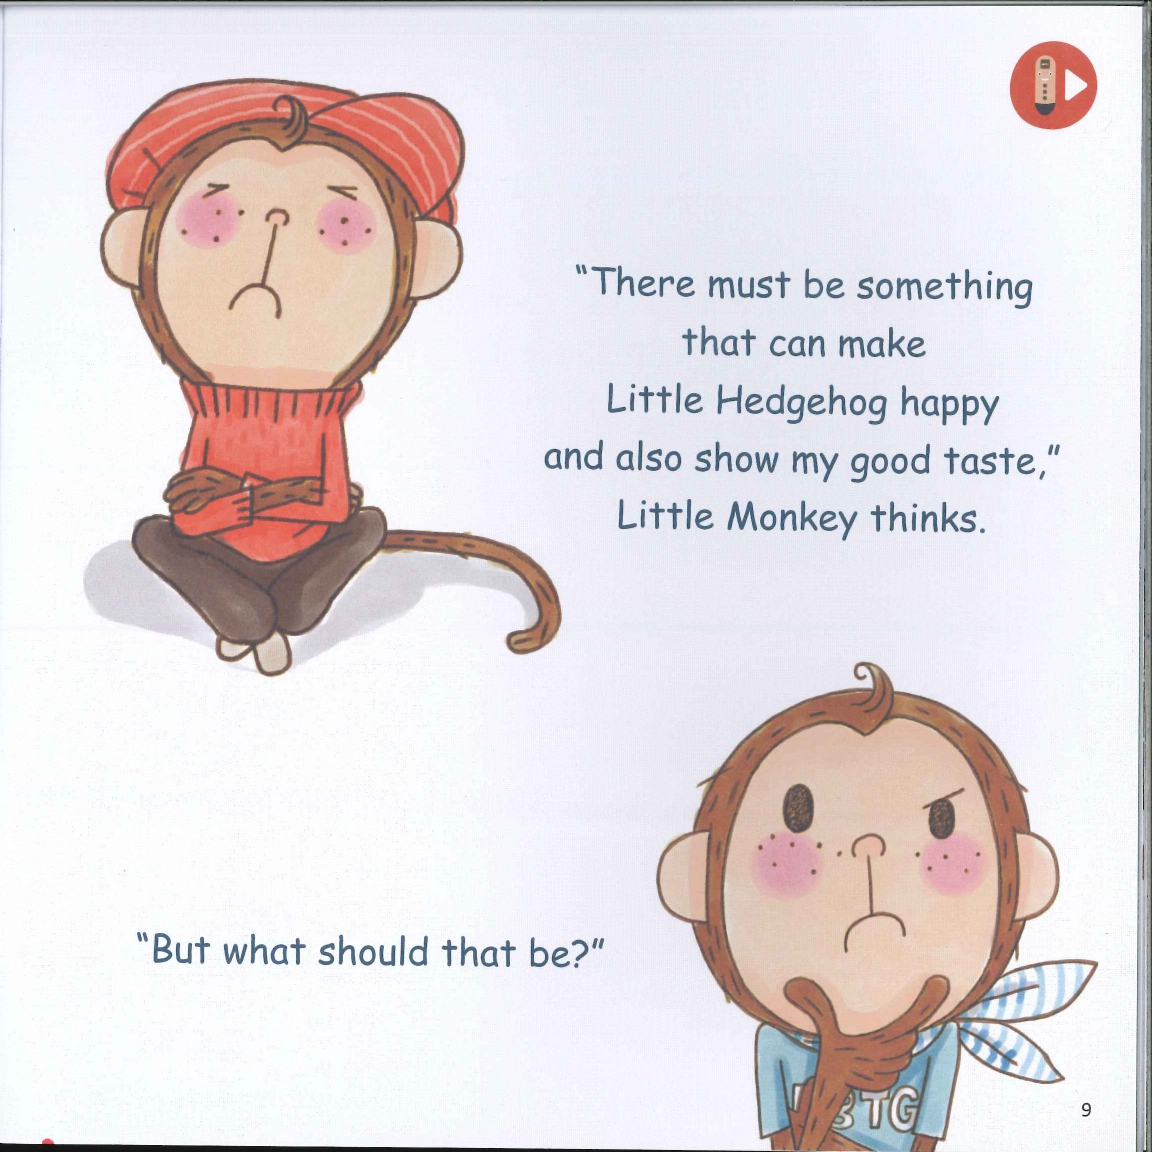 “There must be something
that can make
Little Hedgehog happy
and also show my good taste,”
Little Monkey thinks.
“But what should that be?”
BTG
9